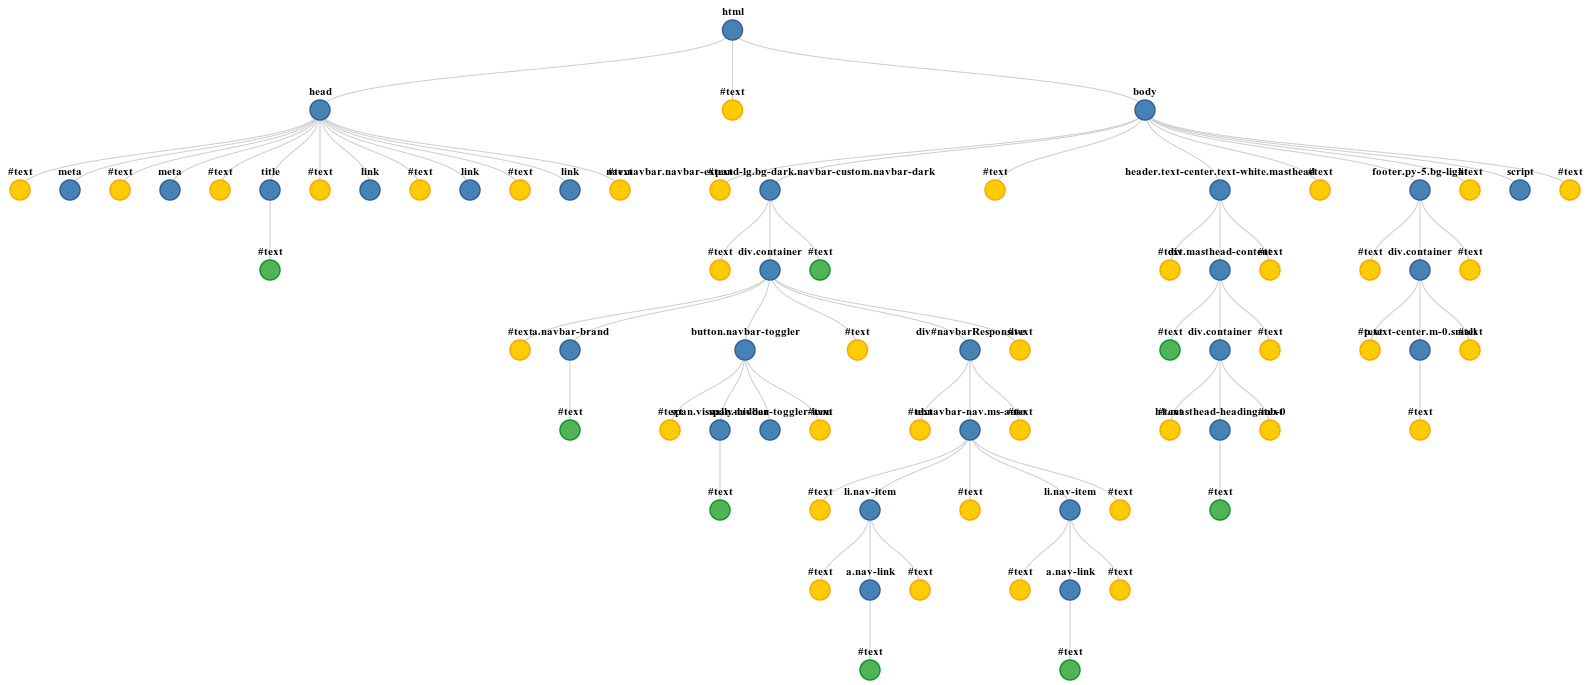 html
head #text body
#text meta #text meta #text title #text link #text link #text link #text #text nav.navbar.navbar-expand-lg.bg-dark.navbar-custom.navbar-dark #text header.text-center.text-white.masthead #text footer.py-5.bg-light #text script #text
#text #text div.container #text #text div.masthead-content #text #text div.container #text
#text a.navbar-brand button.navbar-toggler #text div#navbarResponsive #text #text div.container #text #text p.text-center.m-0.small #text
#text #text span.visually-hidden #text #text ul.navbar-nav.ms-auto #text #text h1.masthead-heading.mb-0 #text #text
#text #text li.nav-item #text li.nav-item #text #text
#text a.nav-link #text #text a.nav-link #text
#text #text